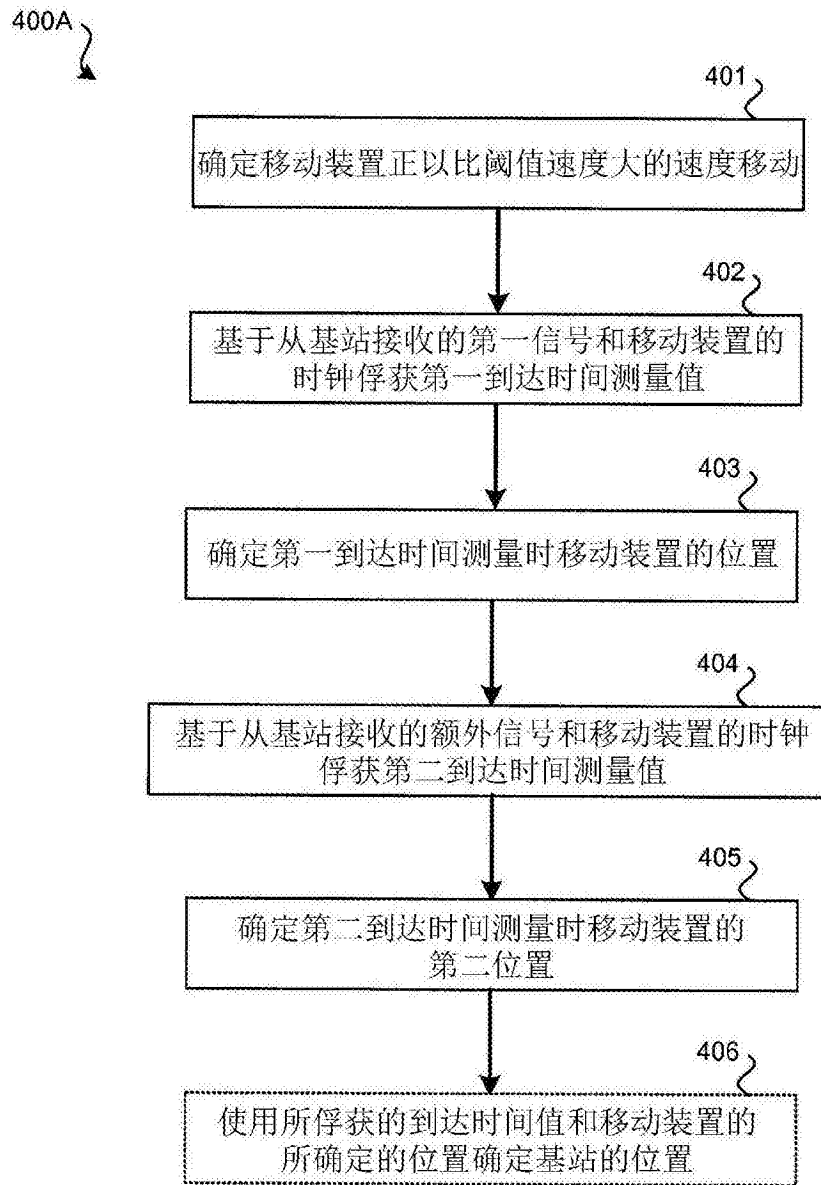 400A
401
确定移动装置正以比阈值速度大的速度移动
402
基于从基站接收的第一信号和移动装置的
时钟俘获第一到达时间测量值
403
确定第一到达时间测量时移动装置的位置
404
基于从基站接收的额外信号和移动装置的时钟
俘获第二到达时间测量值
405
确定第二到达时间测量时移动装置的
第二位置
406
使用所俘获的到达时间值和移动装置的
所确定的位置确定基站的位置